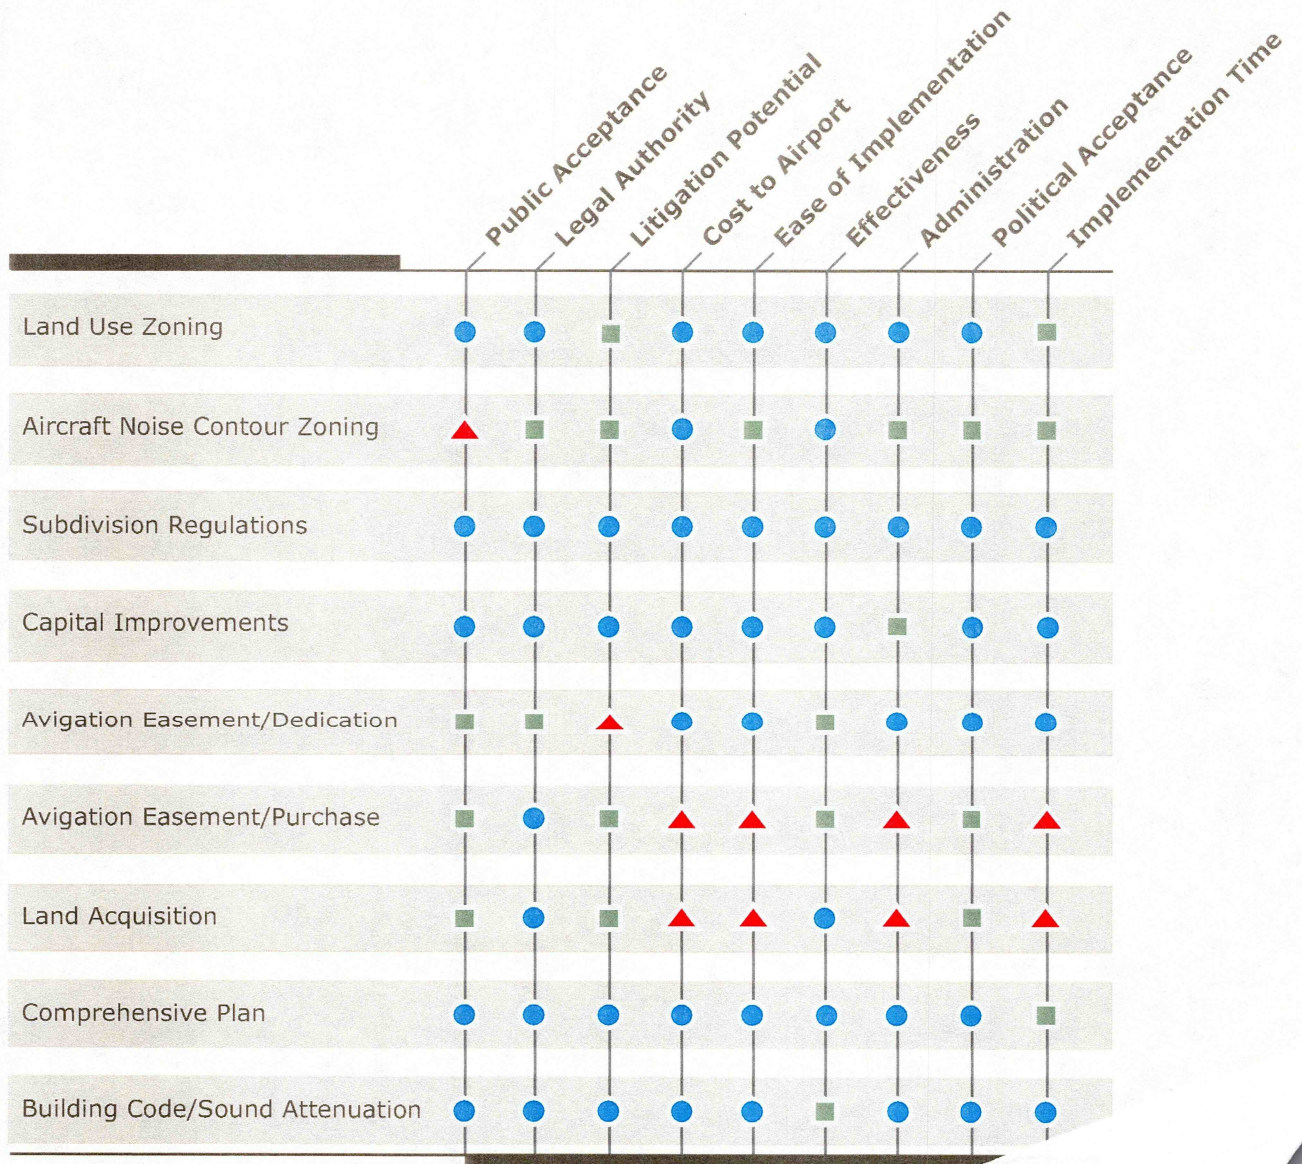 Public Acceptance
Legal Authority
Litigation Potential
Cost to Airport
Ease of Implementation
Effectiveness
Administration
Political Acceptance
Implementation Time
Land Use Zoning
Aircraft Noise Contour Zoning
Subdivision Regulations
Capital Improvements
Avigation Easement/Dedication
Avigation Easement/Purchase
Land Acquisition
Comprehensive Plan
Building Code/Sound Attenuation